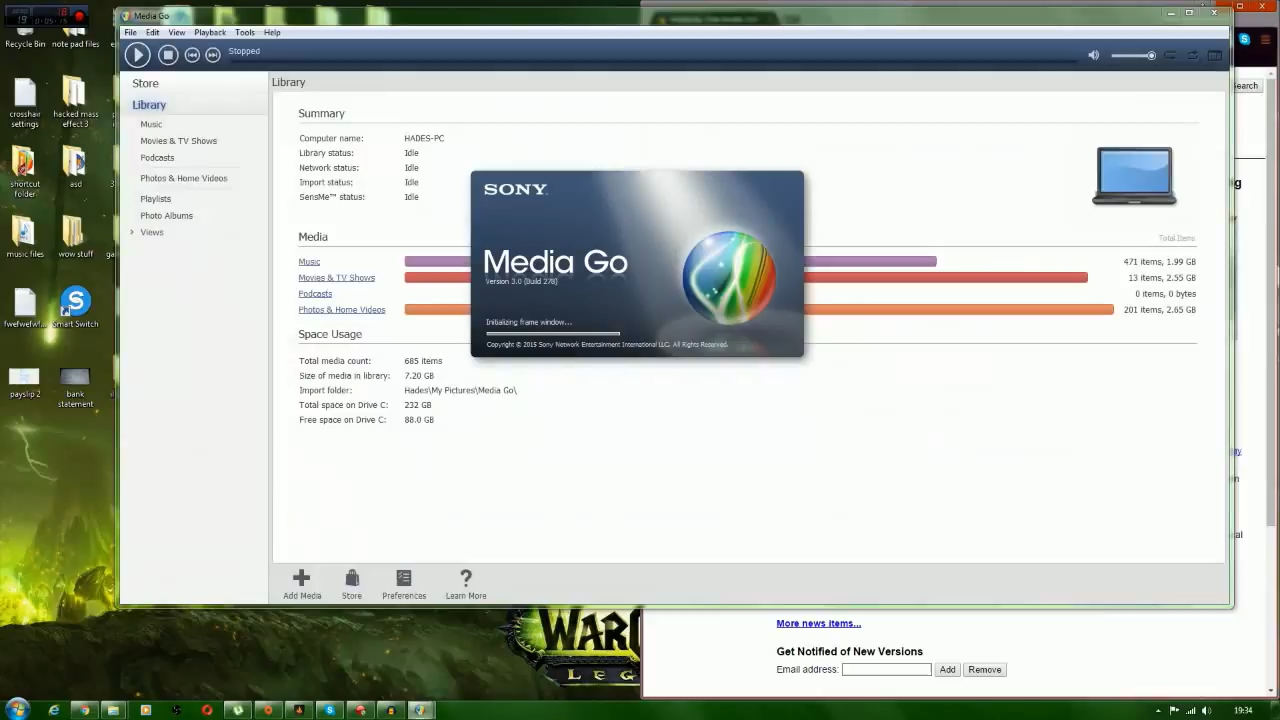 Media Go
File Edit View Playback Tools Help
Stopped
Store
Library
Music
Movies & TV Shows
Podcasts
Photos & Home Videos
Playlists
Photo Albums
Views
Library
Summary
Computer name: HADES-PC
Library status: Idle
Network status: Idle
Import status: Idle
SensMe™ status: Idle
Media Total Items
Music 471 items, 1.99 GB
Movies & TV Shows 13 items, 2.55 GB
Podcasts 0 items, 0 bytes
Photos & Home Videos 201 items, 2.65 GB
Space Usage
Total media count: 685 items
Size of media in library: 7.20 GB
Import folder: Hades\My Pictures\Media Go\
Total space on Drive C: 232 GB
Free space on Drive C: 88.0 GB
SONY
Media Go
Version 3.0 (Build 278)
Initializing frame window...
Copyright © 2015 Sony Network Entertainment International LLC. All Rights Reserved.
Add Media Store Preferences Learn More
Recycle Bin
note pad files
crosshair settings
hacked mass effect 3
shortcut folder
asd
music files
wow stuff
fwefwefwf...
Smart Switch
payslip 2
bank statement
More news items...
Get Notified of New Versions
Email address: Add Remove
19:34